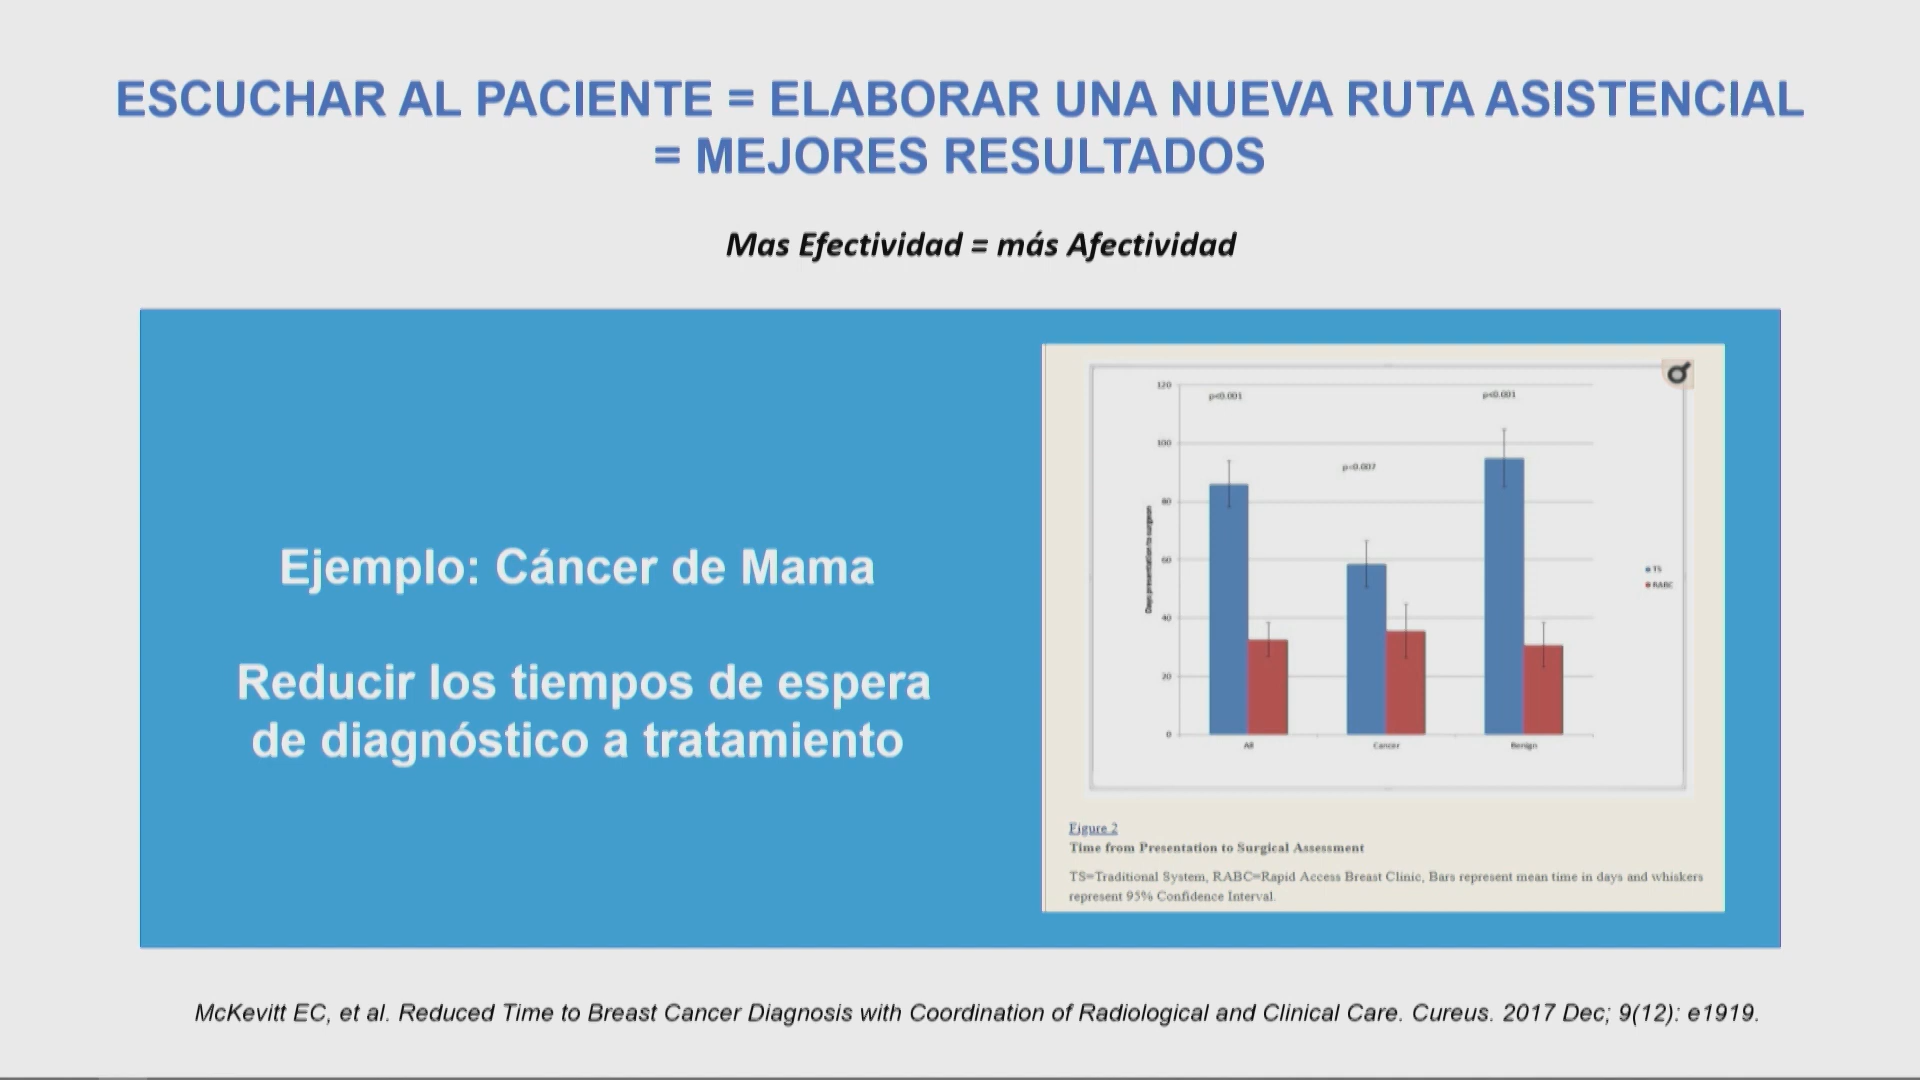 ESCUCHAR AL PACIENTE = ELABORAR UNA NUEVA RUTA ASISTENCIAL
= MEJORES RESULTADOS
Mas Efectividad = más Afectividad
Ejemplo: Cáncer de Mama
Reducir los tiempos de espera
de diagnóstico a tratamiento
120
100
80
60
40
20
0
Days presentation to surgeon
p<0.001
p=0.007
p<0.001
All
Cancer
Benign
TS
RABC
Figure 2
Time from Presentation to Surgical Assessment
TS=Traditional System, RABC=Rapid Access Breast Clinic, Bars represent mean time in days and whiskers
represent 95% Confidence Interval.
McKevitt EC, et al. Reduced Time to Breast Cancer Diagnosis with Coordination of Radiological and Clinical Care. Cureus. 2017 Dec; 9(12): e1919.